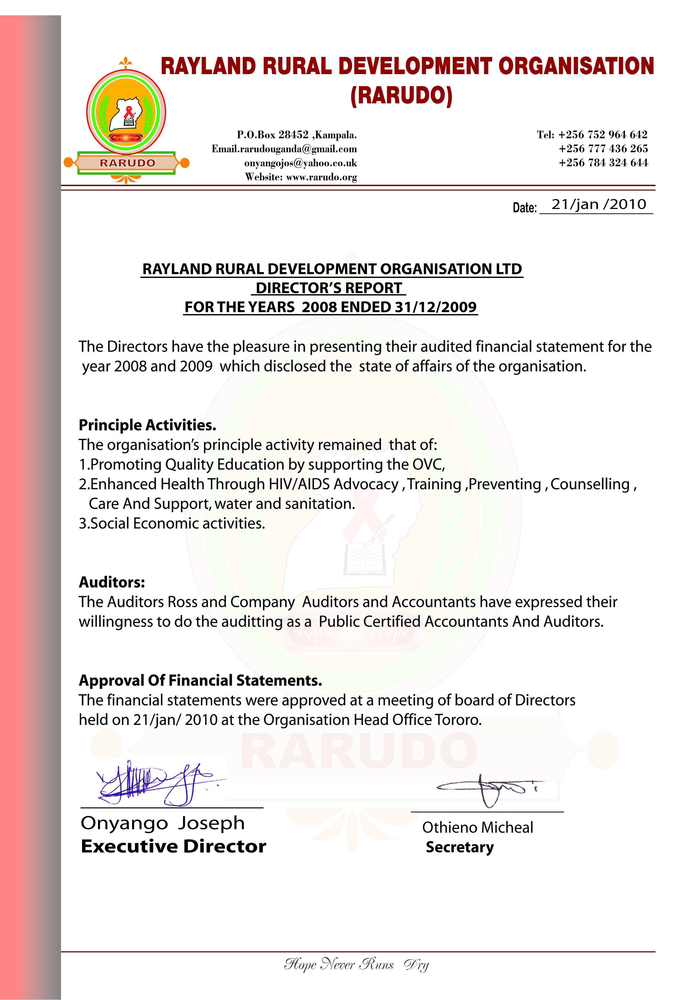 RAYLAND RURAL DEVELOPMENT ORGANISATION
(RARUDO)
Rays Of Hope
RARUDO
P.O.Box 28452 ,Kampala.
Email.rarudouganda@gmail.com
onyangojos@yahoo.co.uk
Website: www.rarudo.org
Tel: +256 752 964 642
+256 777 436 265
+256 784 324 644
Date: 21/jan /2010
RAYLAND RURAL DEVELOPMENT ORGANISATION LTD
DIRECTOR’S REPORT
FOR THE YEARS 2008 ENDED 31/12/2009
The Directors have the pleasure in presenting their audited financial statement for the
year 2008 and 2009 which disclosed the state of affairs of the organisation.
Principle Activities.
The organisation’s principle activity remained that of:
1.Promoting Quality Education by supporting the OVC,
2.Enhanced Health Through HIV/AIDS Advocacy , Training ,Preventing , Counselling ,
Care And Support, water and sanitation.
3.Social Economic activities.
Auditors:
The Auditors Ross and Company Auditors and Accountants have expressed their
willingness to do the auditting as a Public Certified Accountants And Auditors.
Rays Of Hope
Approval Of Financial Statements.
The financial statements were approved at a meeting of board of Directors
held on 21/jan/ 2010 at the Organisation Head Office Tororo.
RARUDO
Onyango Joseph
Executive Director
Othieno Micheal
Secretary
Hope Never Runs Dry